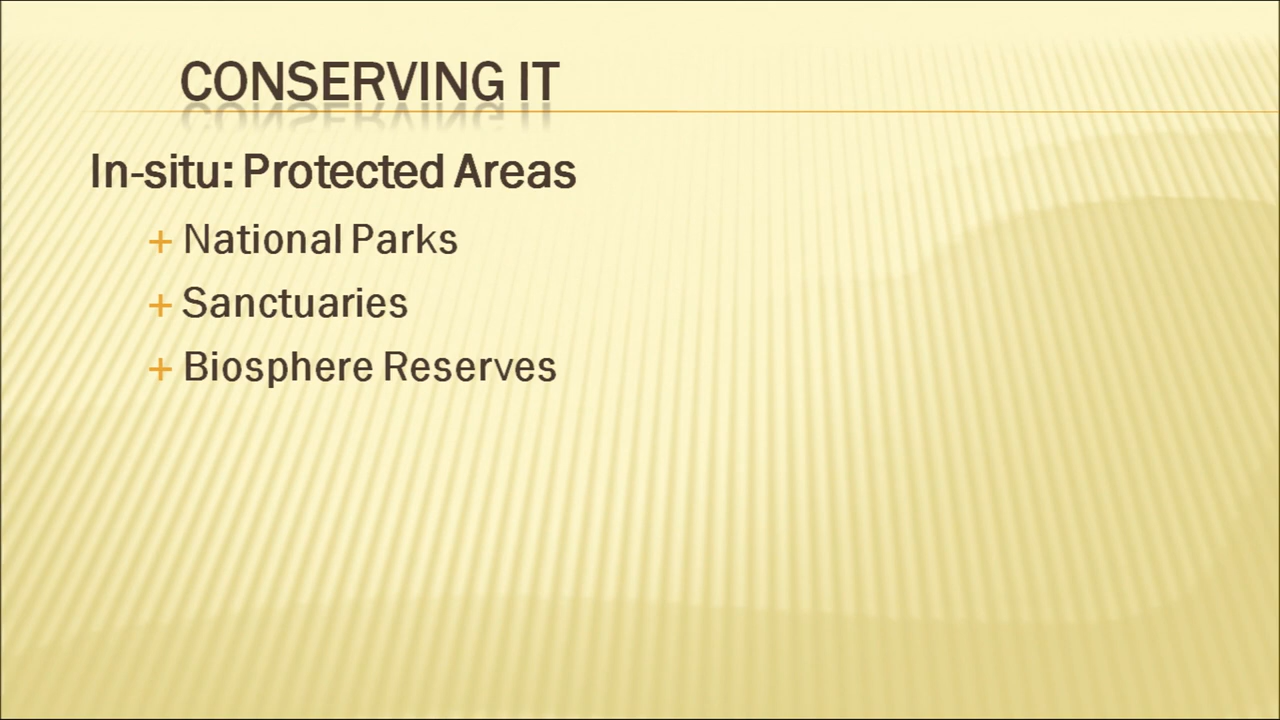 CONSERVING IT
In-situ: Protected Areas
+ National Parks
+ Sanctuaries
+ Biosphere Reserves